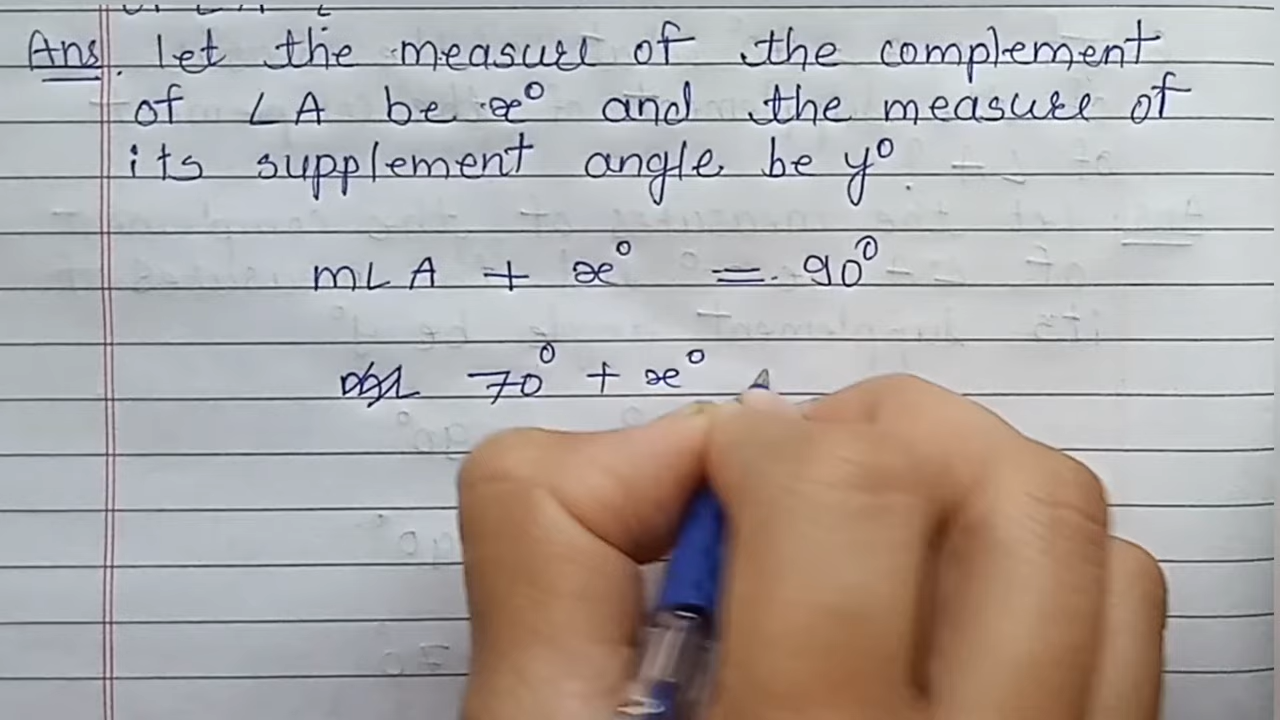 Ans. let the measure of the complement
of ∠A be x° and the measure of
its supplement angle be y°.
m∠A + x° = 90°
70° + x°